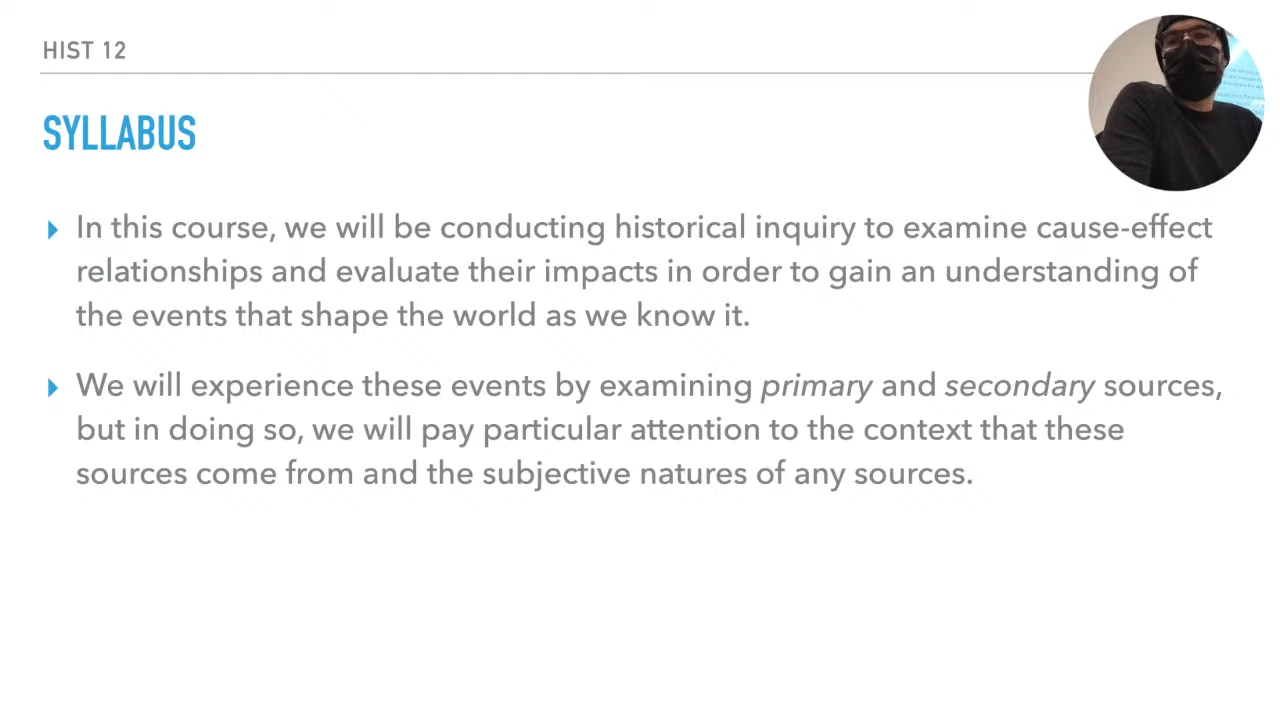 HIST 12
SYLLABUS
In this course, we will be conducting historical inquiry to examine cause-effect
relationships and evaluate their impacts in order to gain an understanding of
the events that shape the world as we know it.
We will experience these events by examining primary and secondary sources,
but in doing so, we will pay particular attention to the context that these
sources come from and the subjective natures of any sources.